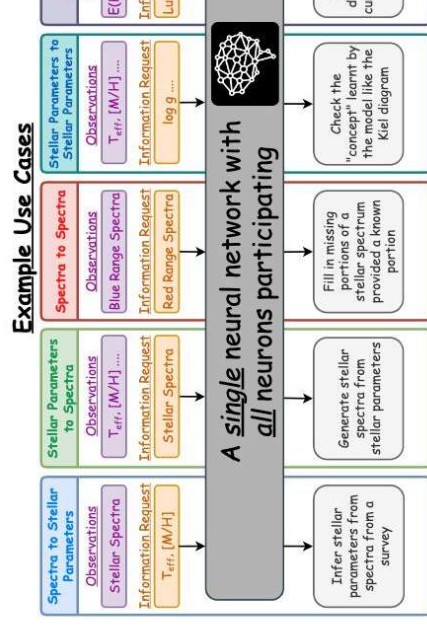 Example Use Cases
Spectra to Stellar
Parameters
Observations
Stellar Spectra
Information Request
Teff, [M/H]
Stellar Parameters
to Spectra
Observations
Teff, [M/H] ....
Information Request
Stellar Spectra
Spectra to Spectra
Observations
Blue Range Spectra
Information Request
Red Range Spectra
Stellar Parameters to
Stellar Parameters
Observations
Teff, [M/H] ....
Information Request
log g ....
A single neural network with
all neurons participating
Infer stellar
parameters from
spectra from a
survey
Generate stellar
spectra from
stellar parameters
Fill in missing
portions of a
stellar spectrum
provided a known
portion
Check the
"concept" learnt by
the model like the
Kiel diagram